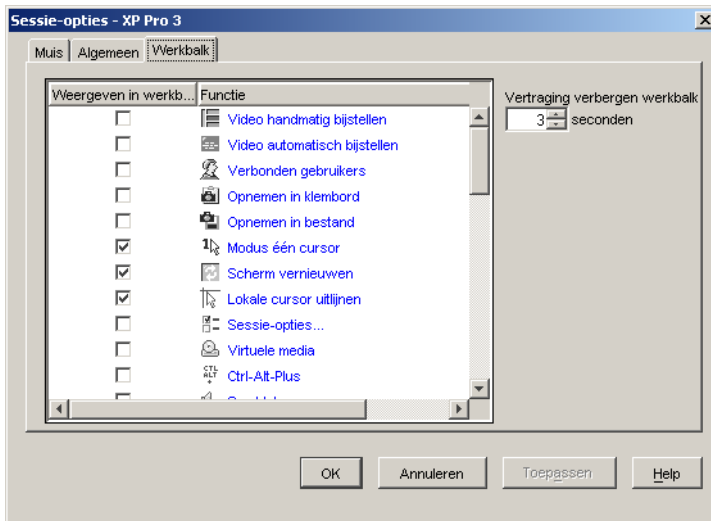 Sessie-opties - XP Pro 3
Muis Algemeen Werkbalk
Weergeven in werkb... Functie
Video handmatig bijstellen
Video automatisch bijstellen
Verbonden gebruikers
Opnemen in klembord
Opnemen in bestand
Modus één cursor
Scherm vernieuwen
Lokale cursor uitlijnen
Sessie-opties...
Virtuele media
CTL ALT + Ctrl-Alt-Plus
Vertraging verbergen werkbalk
3 seconden
OK Annuleren Toepassen Help